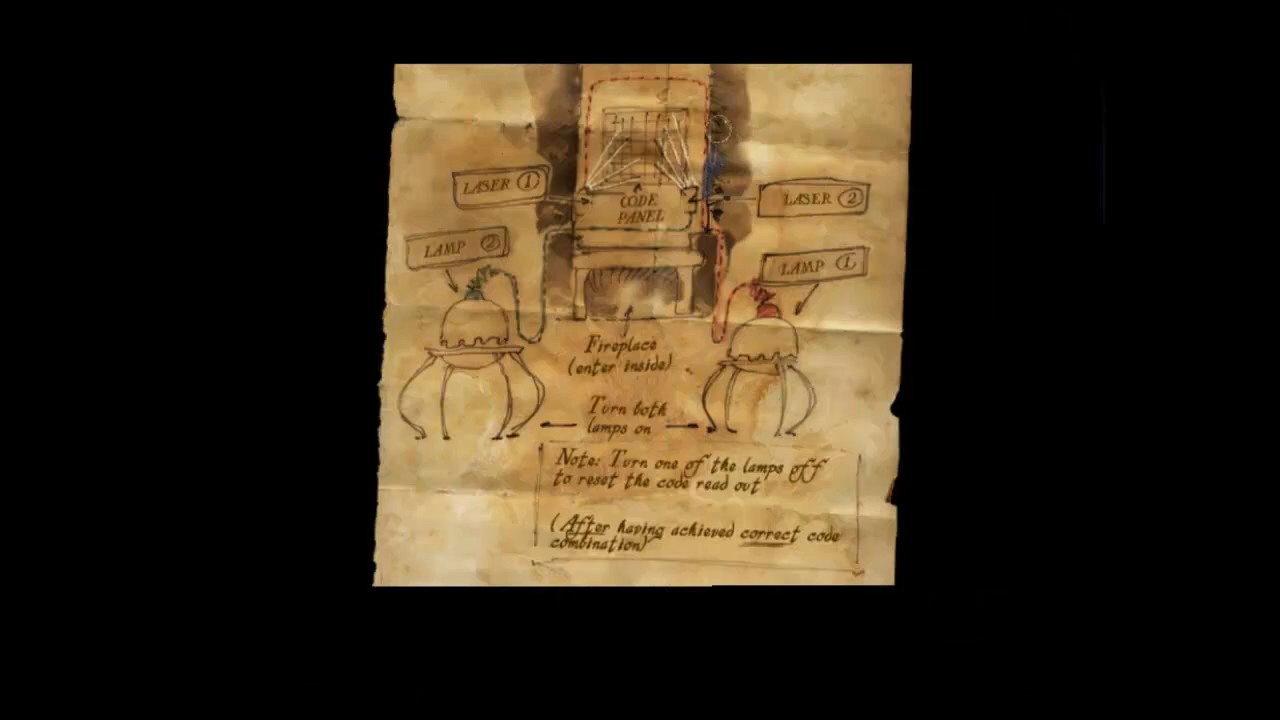 LASER 1
LASER 2
CODE
PANEL
LAMP 2
LAMP 1
Fireplace
(enter inside)
Turn both
lamps on
Note: Turn one of the lamps off
to reset the code read out
(After having achieved correct code
combination)